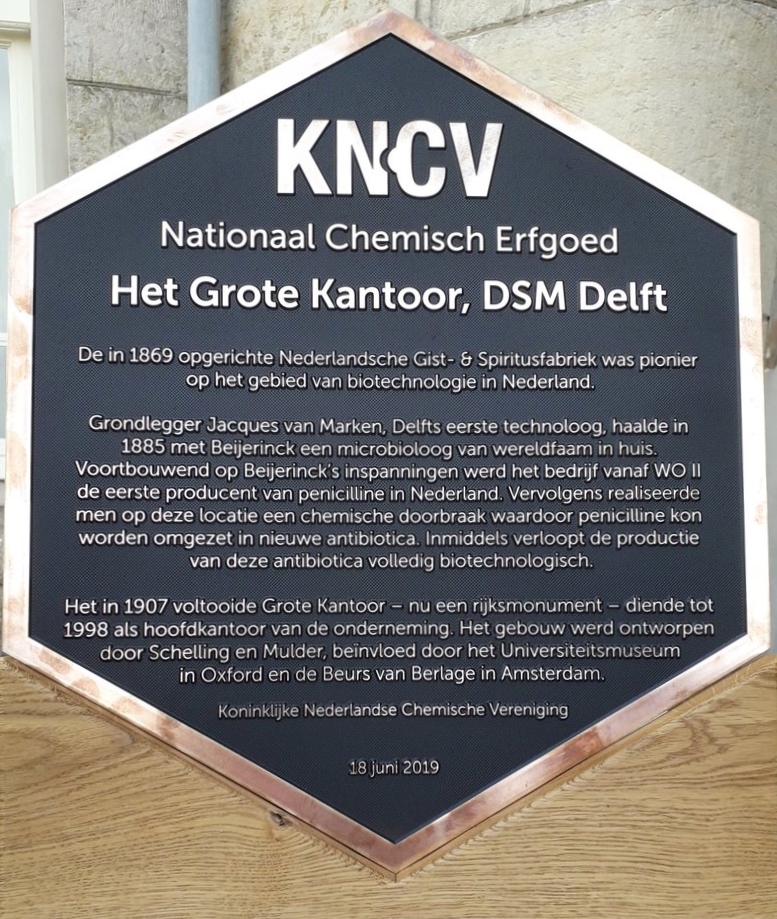 KNCV
Nationaal Chemisch Erfgoed
Het Grote Kantoor, DSM Delft
De in 1869 opgerichte Nederlandsche Gist- & Spiritusfabriek was pionier
op het gebied van biotechnologie in Nederland.
Grondlegger Jacques van Marken, Delfts eerste technoloog, haalde in
1885 met Beijerinck een microbioloog van wereldfaam in huis.
Voortbouwend op Beijerinck's inspanningen werd het bedrijf vanaf WO II
de eerste producent van penicilline in Nederland. Vervolgens realiseerde
men op deze locatie een chemische doorbraak waardoor penicilline kon
worden omgezet in nieuwe antibiotica. Inmiddels verloopt de productie
van deze antibiotica volledig biotechnologisch.
Het in 1907 voltooide Grote Kantoor – nu een rijksmonument – diende tot
1998 als hoofdkantoor van de onderneming. Het gebouw werd ontworpen
door Schelling en Mulder, beïnvloed door het Universiteitsmuseum
in Oxford en de Beurs van Berlage in Amsterdam.
Koninklijke Nederlandse Chemische Vereniging
18 juni 2019